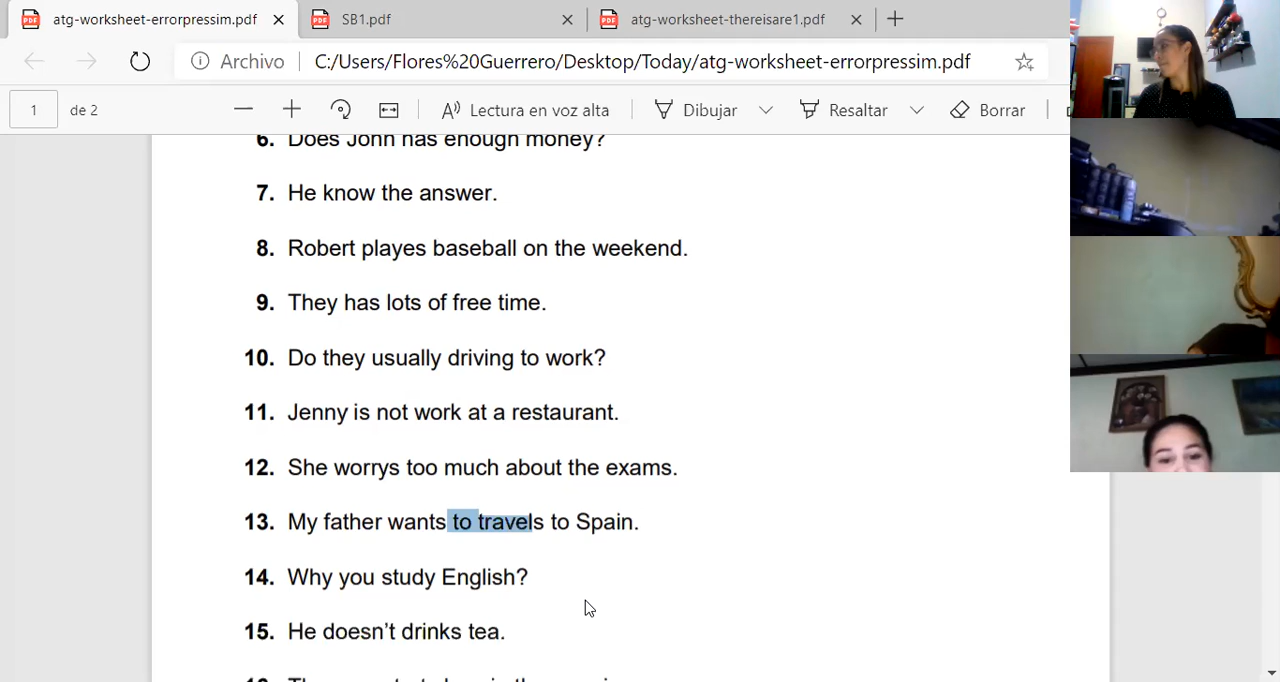 atg-worksheet-errorpressim.pdf
SB1.pdf
atg-worksheet-thereisare1.pdf
Archivo
C:/Users/Flores%20Guerrero/Desktop/Today/atg-worksheet-errorpressim.pdf
1 de 2
Lectura en voz alta
Dibujar
Resaltar
Borrar
6. Does John has enough money?
7. He know the answer.
8. Robert playes baseball on the weekend.
9. They has lots of free time.
10. Do they usually driving to work?
11. Jenny is not work at a restaurant.
12. She worrys too much about the exams.
13. My father wants to travels to Spain.
14. Why you study English?
15. He doesn't drinks tea.